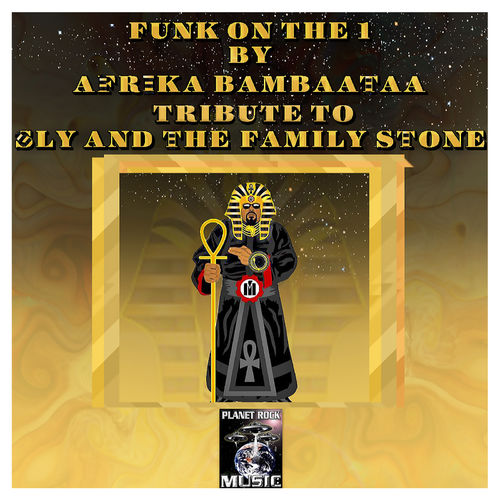 FUNK ON THE 1
BY
AFRIKA BAMBAATAA
TRIBUTE TO
SLY AND THE FAMILY STONE
M
PLANET ROCK
MUSIC